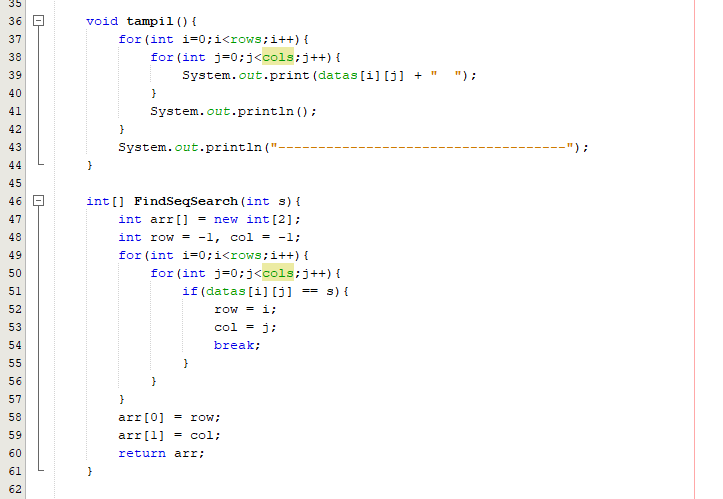 35
36 void tampil(){
37 for(int i=0;i<rows;i++){
38 for(int j=0;j<cols;j++){
39 System.out.print(datas[i][j] + "  ");
40 }
41 System.out.println();
42 }
43 System.out.println("------------------------------------");
44 }
45
46 int[] FindSeqSearch(int s){
47 int arr[] = new int[2];
48 int row = -1, col = -1;
49 for(int i=0;i<rows;i++){
50 for(int j=0;j<cols;j++){
51 if(datas[i][j] == s){
52 row = i;
53 col = j;
54 break;
55 }
56 }
57 }
58 arr[0] = row;
59 arr[1] = col;
60 return arr;
61 }
62